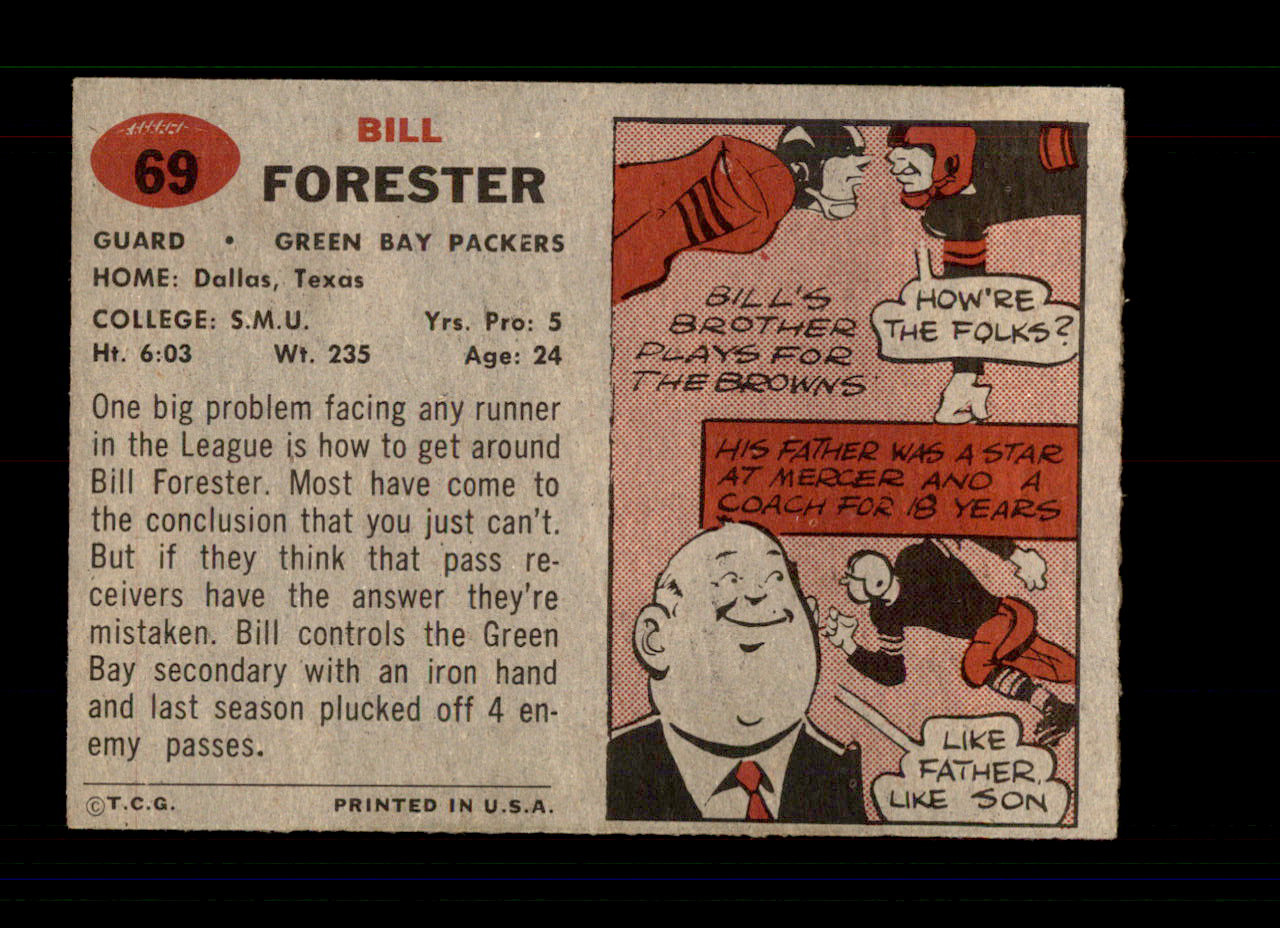 69
BILL
FORESTER
GUARD • GREEN BAY PACKERS
HOME: Dallas, Texas
COLLEGE: S.M.U. Yrs. Pro: 5
Ht. 6:03 Wt. 235 Age: 24
One big problem facing any runner
in the League is how to get around
Bill Forester. Most have come to
the conclusion that you just can't.
But if they think that pass re-
ceivers have the answer they're
mistaken. Bill controls the Green
Bay secondary with an iron hand
and last season plucked off 4 en-
emy passes.
©T.C.G. PRINTED IN U.S.A.
BILL'S
BROTHER
PLAYS FOR
THE BROWNS
HOW'RE
THE FOLKS?
HIS FATHER WAS A STAR
AT MERCER AND A
COACH FOR 18 YEARS
LIKE
FATHER,
LIKE SON